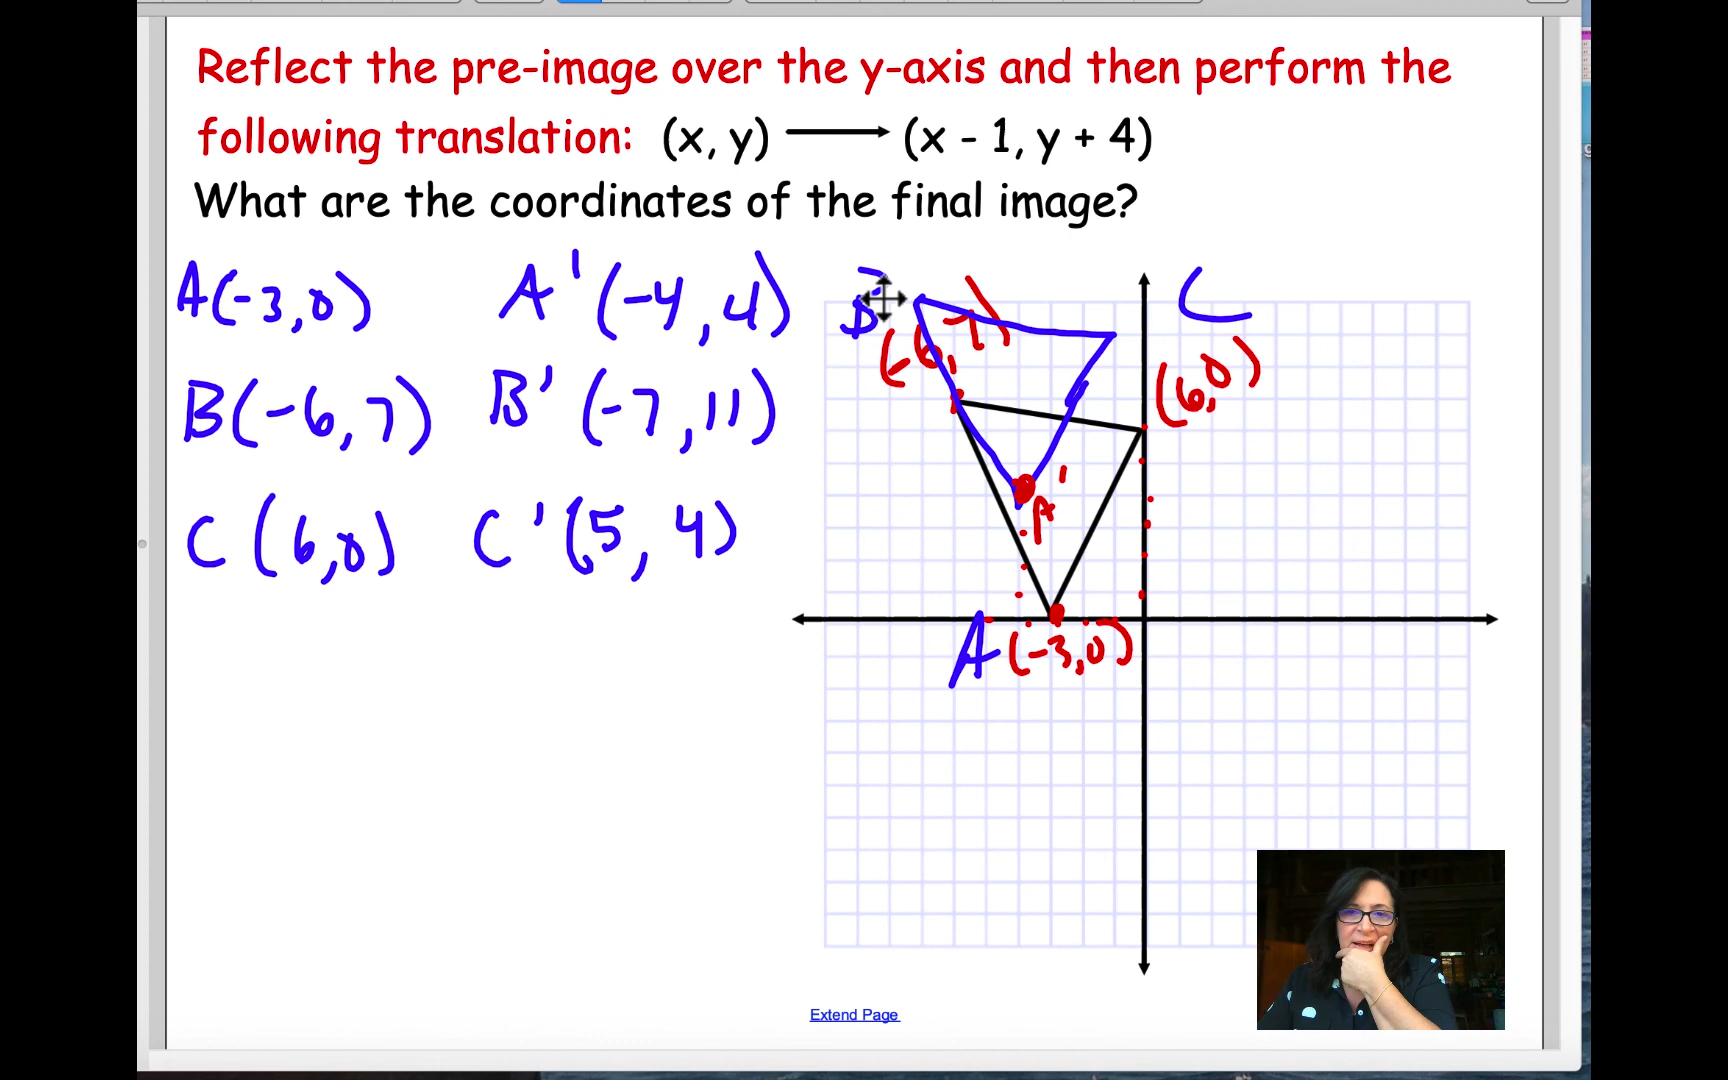 Reflect the pre-image over the y-axis and then perform the
following translation: (x, y) → (x - 1, y + 4)
What are the coordinates of the final image?
A(-3,0) A'(-4,4)
B(-6,7) B'(-7,11)
C(6,0) C'(5,4)
B
C
(-6,7)
(6,0)
A'
A (-3,0)
Extend Page